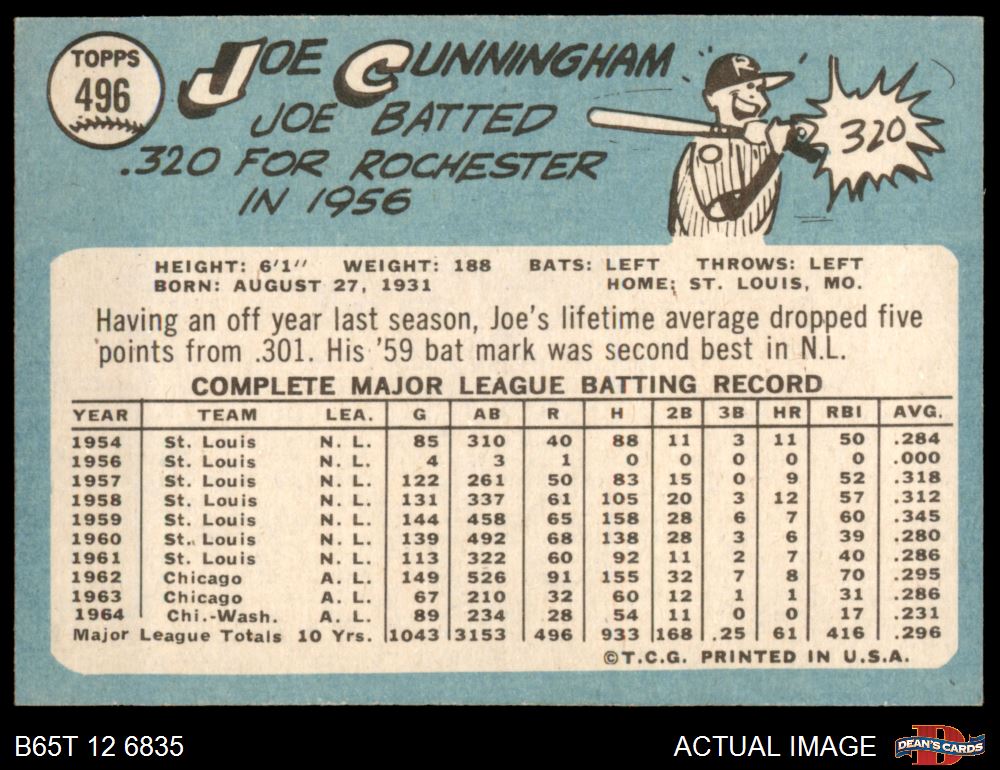 TOPPS
496
JOE CUNNINGHAM
JOE BATTED
.320 FOR ROCHESTER
IN 1956
R
320
HEIGHT: 6'1" WEIGHT: 188 BATS: LEFT THROWS: LEFT
BORN: AUGUST 27, 1931 HOME: ST. LOUIS, MO.
Having an off year last season, Joe's lifetime average dropped five
points from .301. His '59 bat mark was second best in N.L.
COMPLETE MAJOR LEAGUE BATTING RECORD
YEAR TEAM LEA. G AB R H 2B 3B HR RBI AVG.
1954 St. Louis N. L. 85 310 40 88 11 3 11 50 .284
1956 St. Louis N. L. 4 3 1 0 0 0 0 0 .000
1957 St. Louis N. L. 122 261 50 83 15 0 9 52 .318
1958 St. Louis N. L. 131 337 61 105 20 3 12 57 .312
1959 St. Louis N. L. 144 458 65 158 28 6 7 60 .345
1960 St. Louis N. L. 139 492 68 138 28 3 6 39 .280
1961 St. Louis N. L. 113 322 60 92 11 2 7 40 .286
1962 Chicago A. L. 149 526 91 155 32 7 8 70 .295
1963 Chicago A. L. 67 210 32 60 12 1 1 31 .286
1964 Chi.-Wash. A. L. 89 234 28 54 11 0 0 17 .231
Major League Totals 10 Yrs. 1043 3153 496 933 168 .25 61 416 .296
©T.C.G. PRINTED IN U.S.A.
B65T 12 6835 ACTUAL IMAGE
D
DEAN'S CARDS